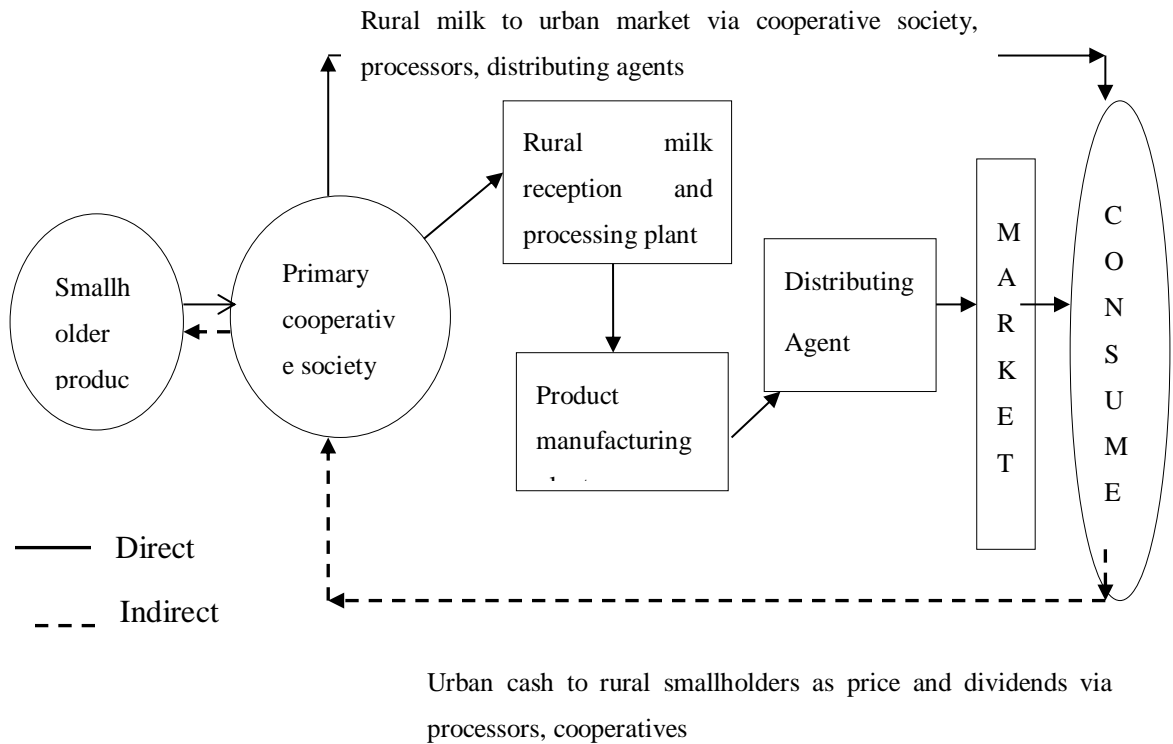 Rural milk to urban market via cooperative society,
processors, distributing agents
Rural milk
reception and
processing plant
Smallh
older
produc
Primary
cooperativ
e society
Product
manufacturing
Distributing
Agent
M
A
R
K
E
T
C
O
N
S
U
M
E
Direct
Indirect
Urban cash to rural smallholders as price and dividends via
processors, cooperatives